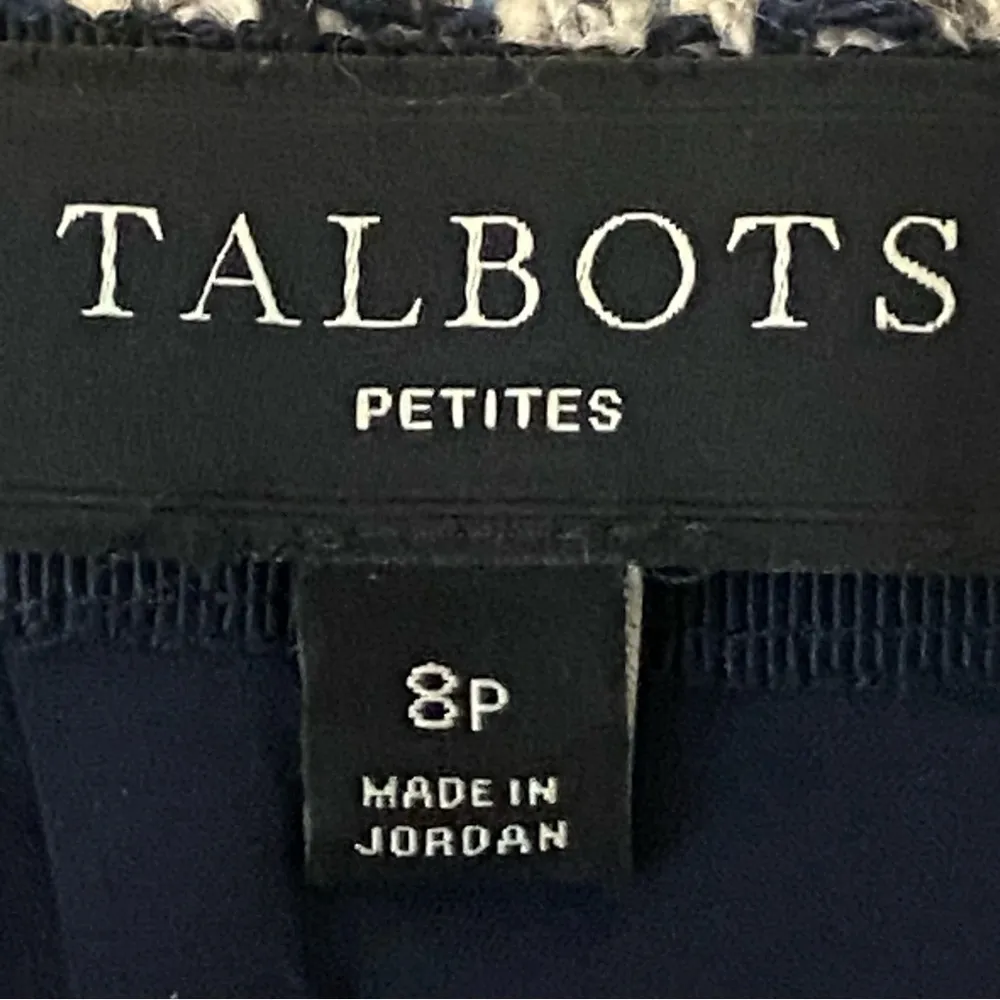 TALBOTS
PETITES
8P
MADE IN
JORDAN